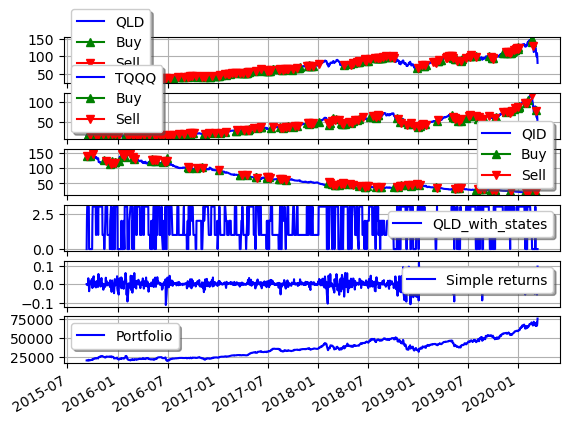 QLD
Buy
Sell
150
100
50
TQQQ
Buy
Sell
100
50
QID
Buy
Sell
150
100
50
QLD_with_states
2.5
0.0
Simple returns
0.1
0.0
−0.1
Portfolio
75000
50000
25000
2015-07
2016-01
2016-07
2017-01
2017-07
2018-01
2018-07
2019-01
2019-07
2020-01